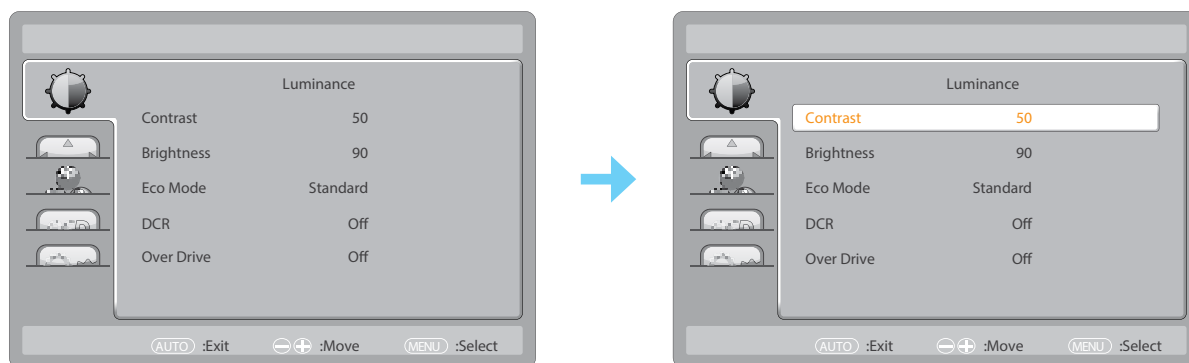 Luminance
Contrast 50
Brightness 90
Eco Mode Standard
DCR Off
Over Drive Off
AUTO :Exit :Move MENU :Select
Luminance
Contrast 50
Brightness 90
Eco Mode Standard
DCR Off
Over Drive Off
AUTO :Exit :Move MENU :Select